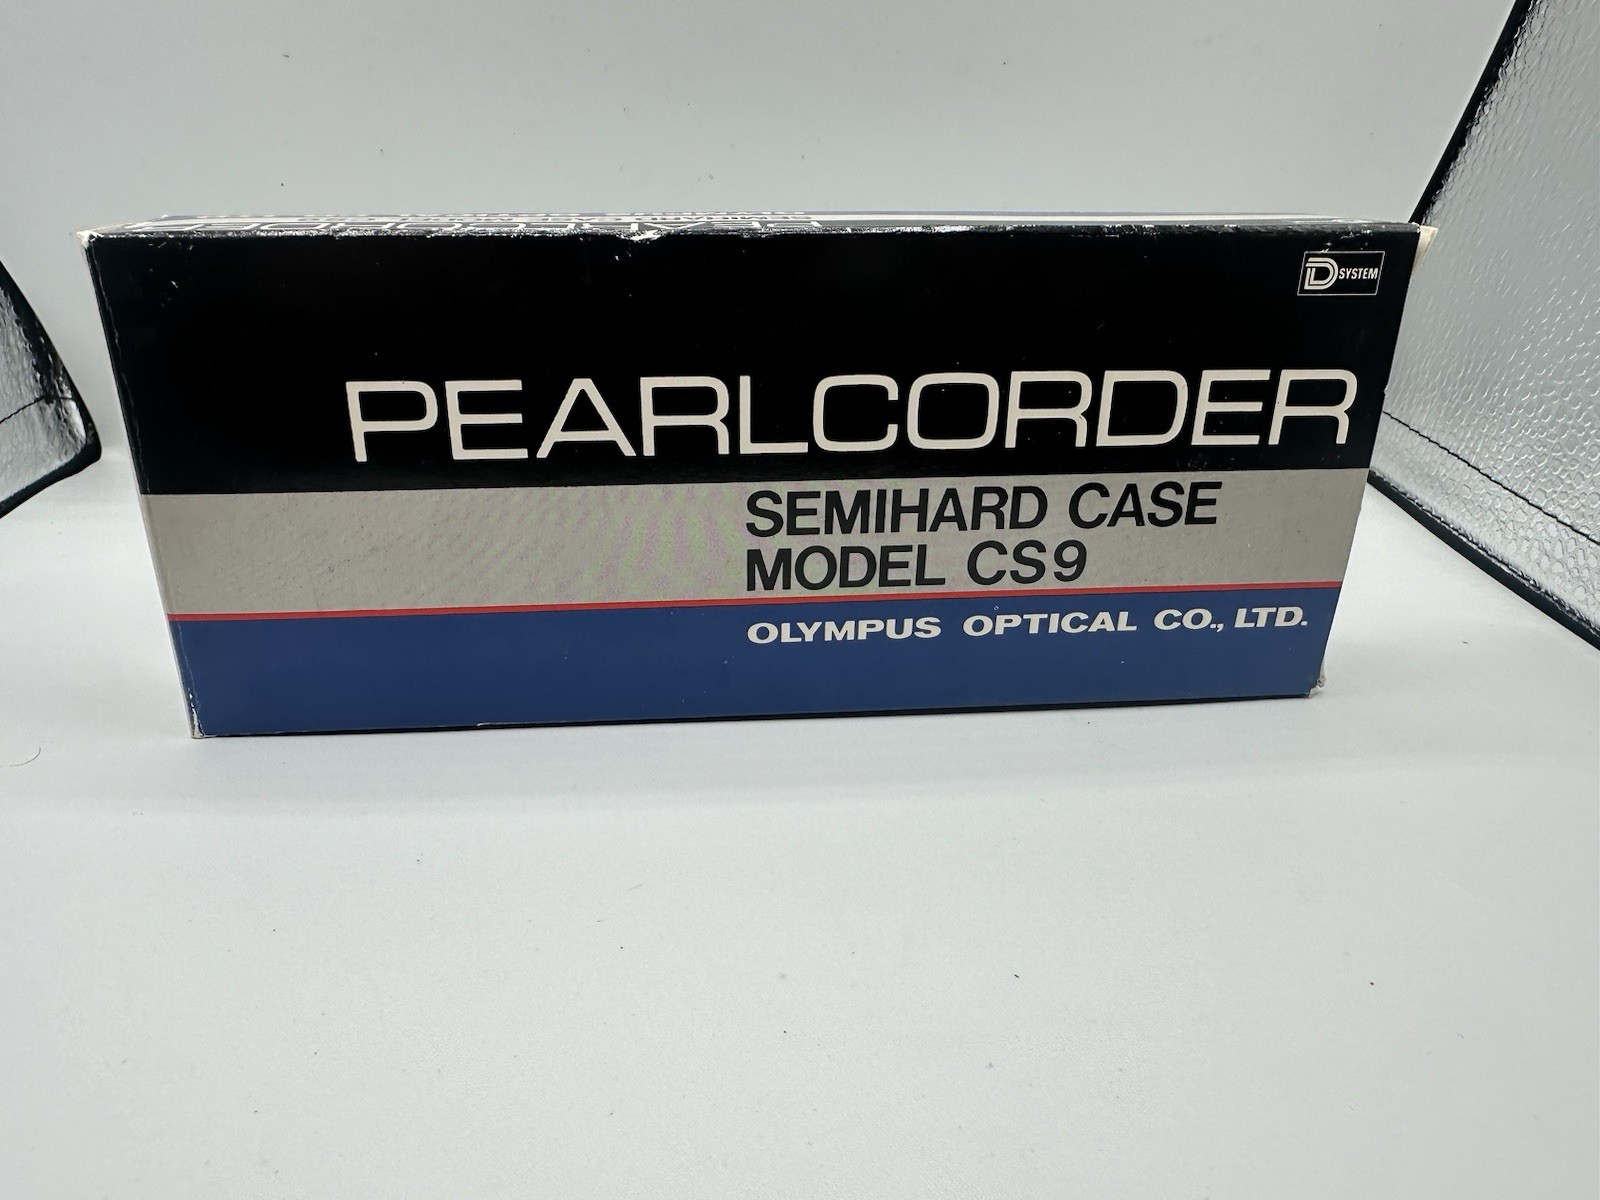 D SYSTEM
PEARLCORDER
SEMIHARD CASE
MODEL CS9
OLYMPUS OPTICAL CO., LTD.